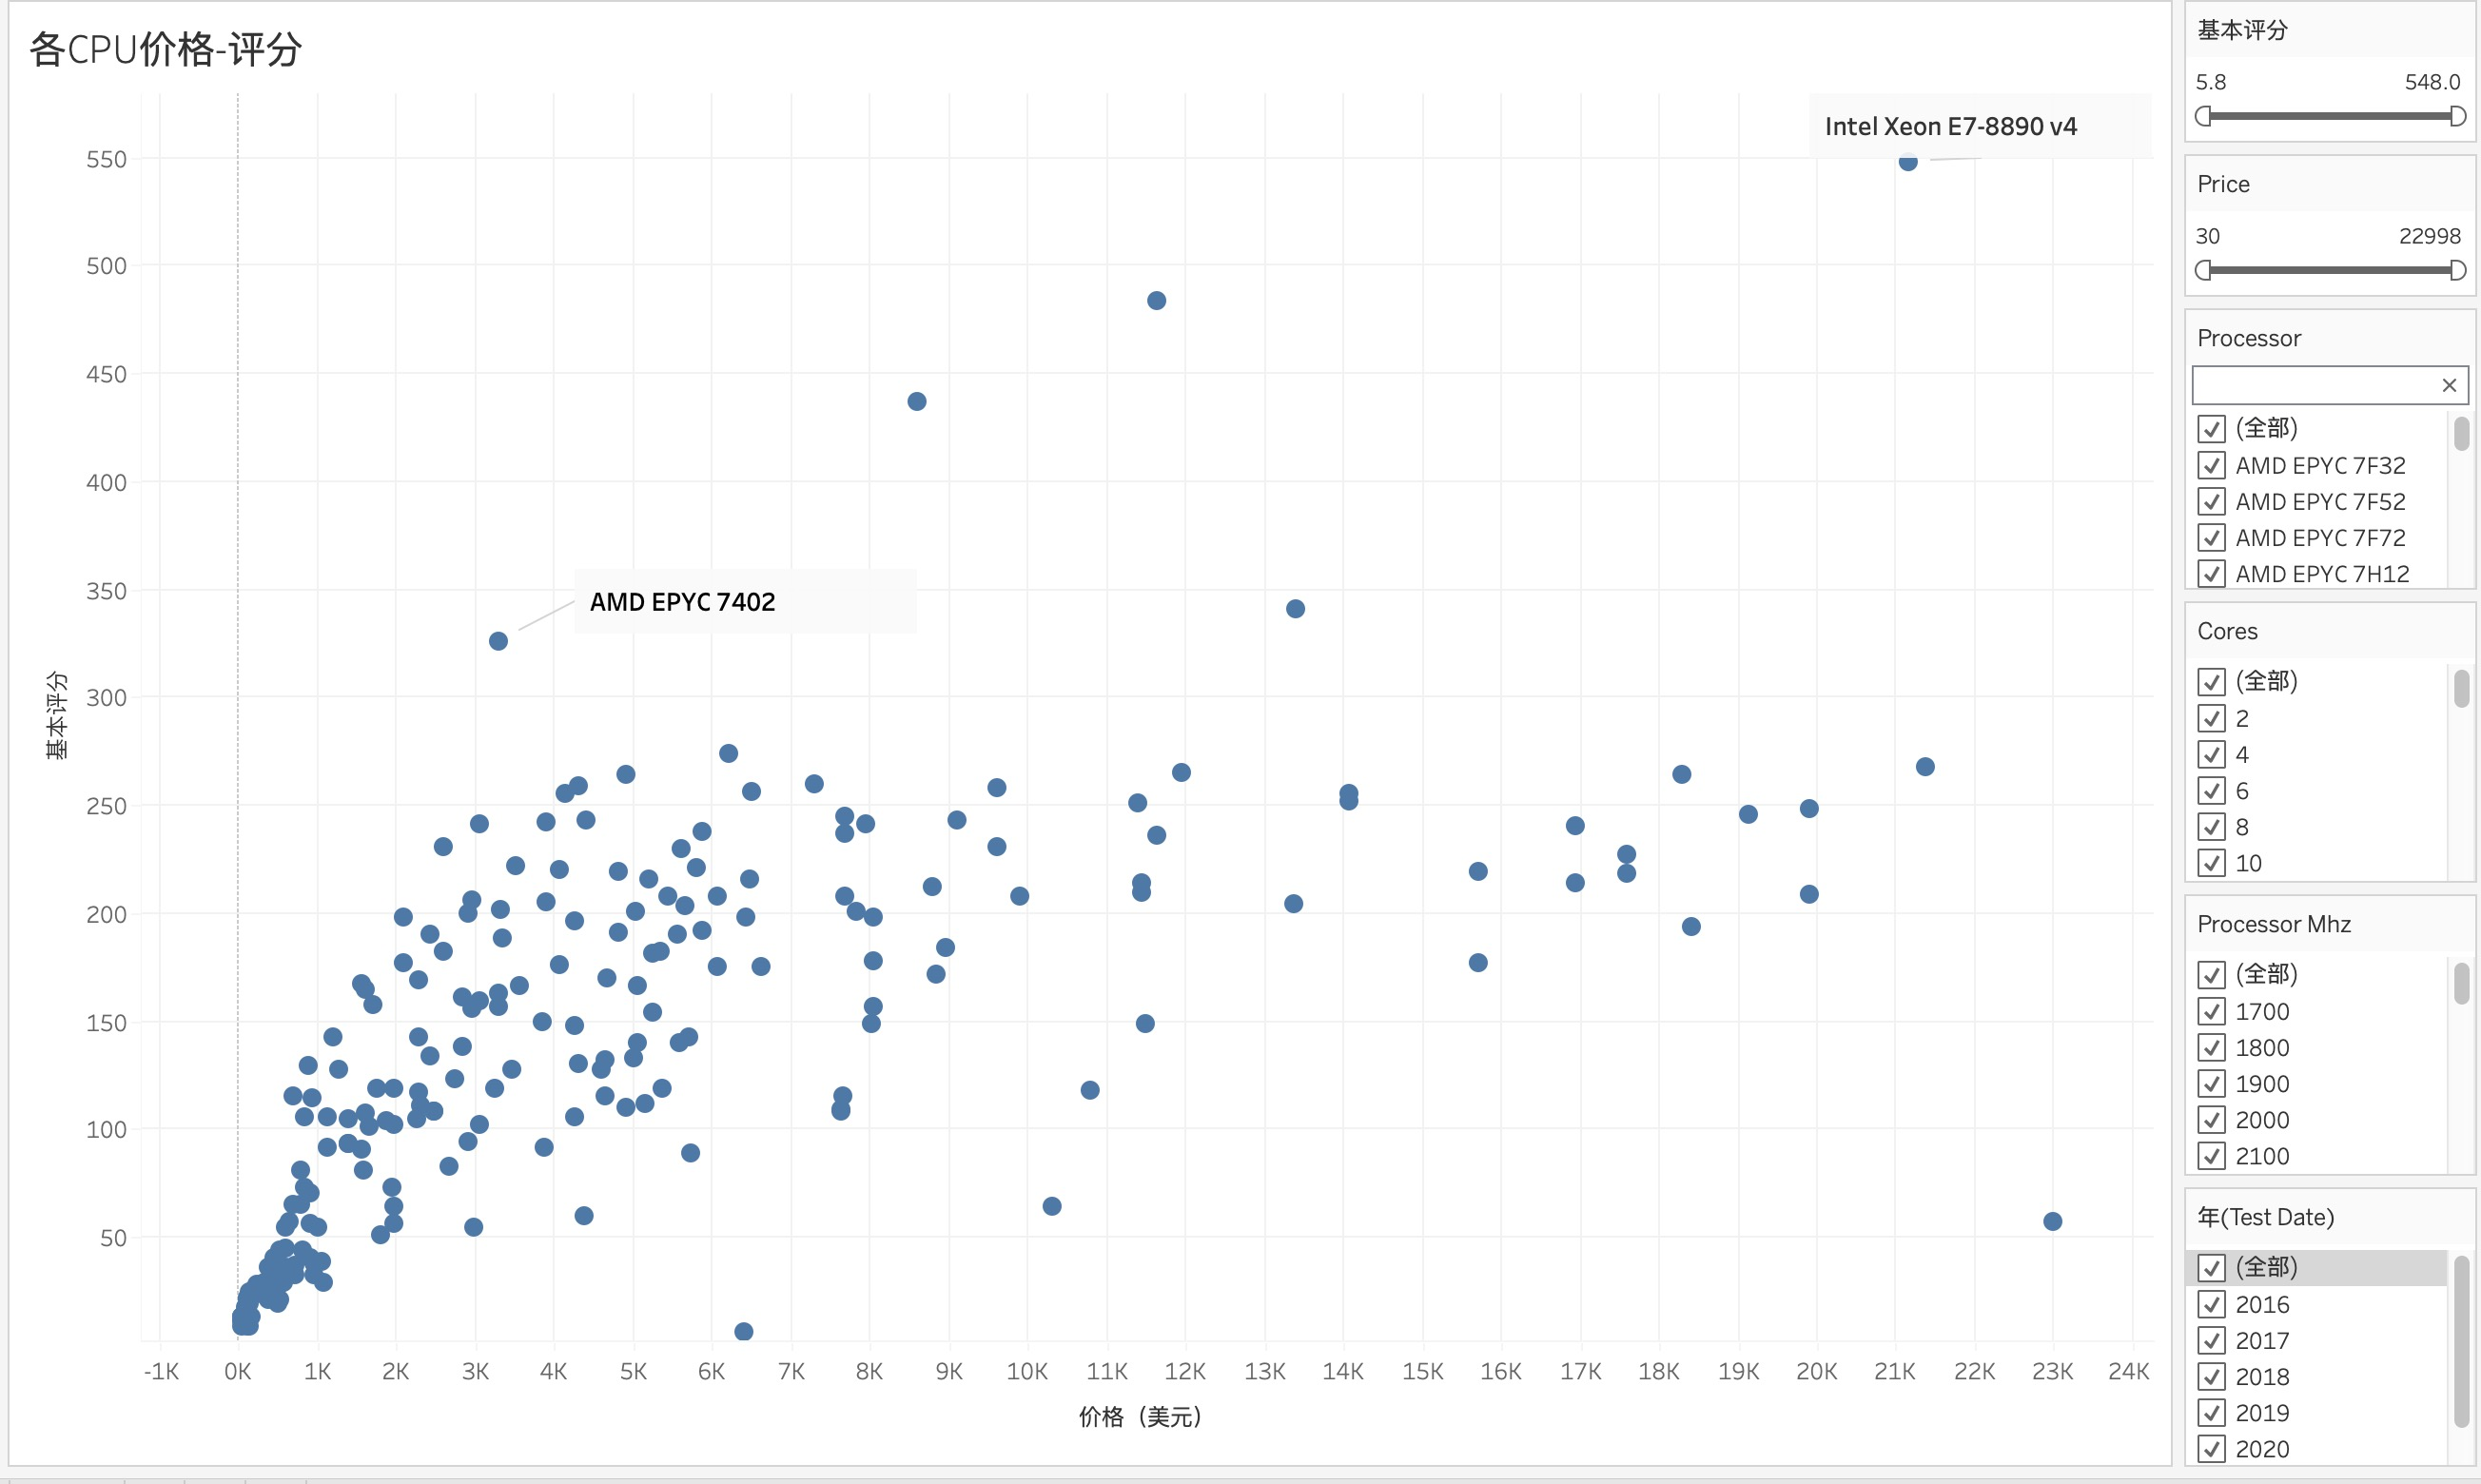 各CPU价格-评分
Intel Xeon E7-8890 v4
AMD EPYC 7402
基本评分
550
500
450
400
350
300
250
200
150
100
50
-1K
0K
1K
2K
3K
4K
5K
6K
7K
8K
9K
10K
11K
12K
13K
14K
15K
16K
17K
18K
19K
20K
21K
22K
23K
24K
价格（美元）
基本评分
5.8 548.0
Price
30 22998
Processor
(全部)
AMD EPYC 7F32
AMD EPYC 7F52
AMD EPYC 7F72
AMD EPYC 7H12
Cores
(全部)
2
4
6
8
10
Processor Mhz
(全部)
1700
1800
1900
2000
2100
年(Test Date)
(全部)
2016
2017
2018
2019
2020